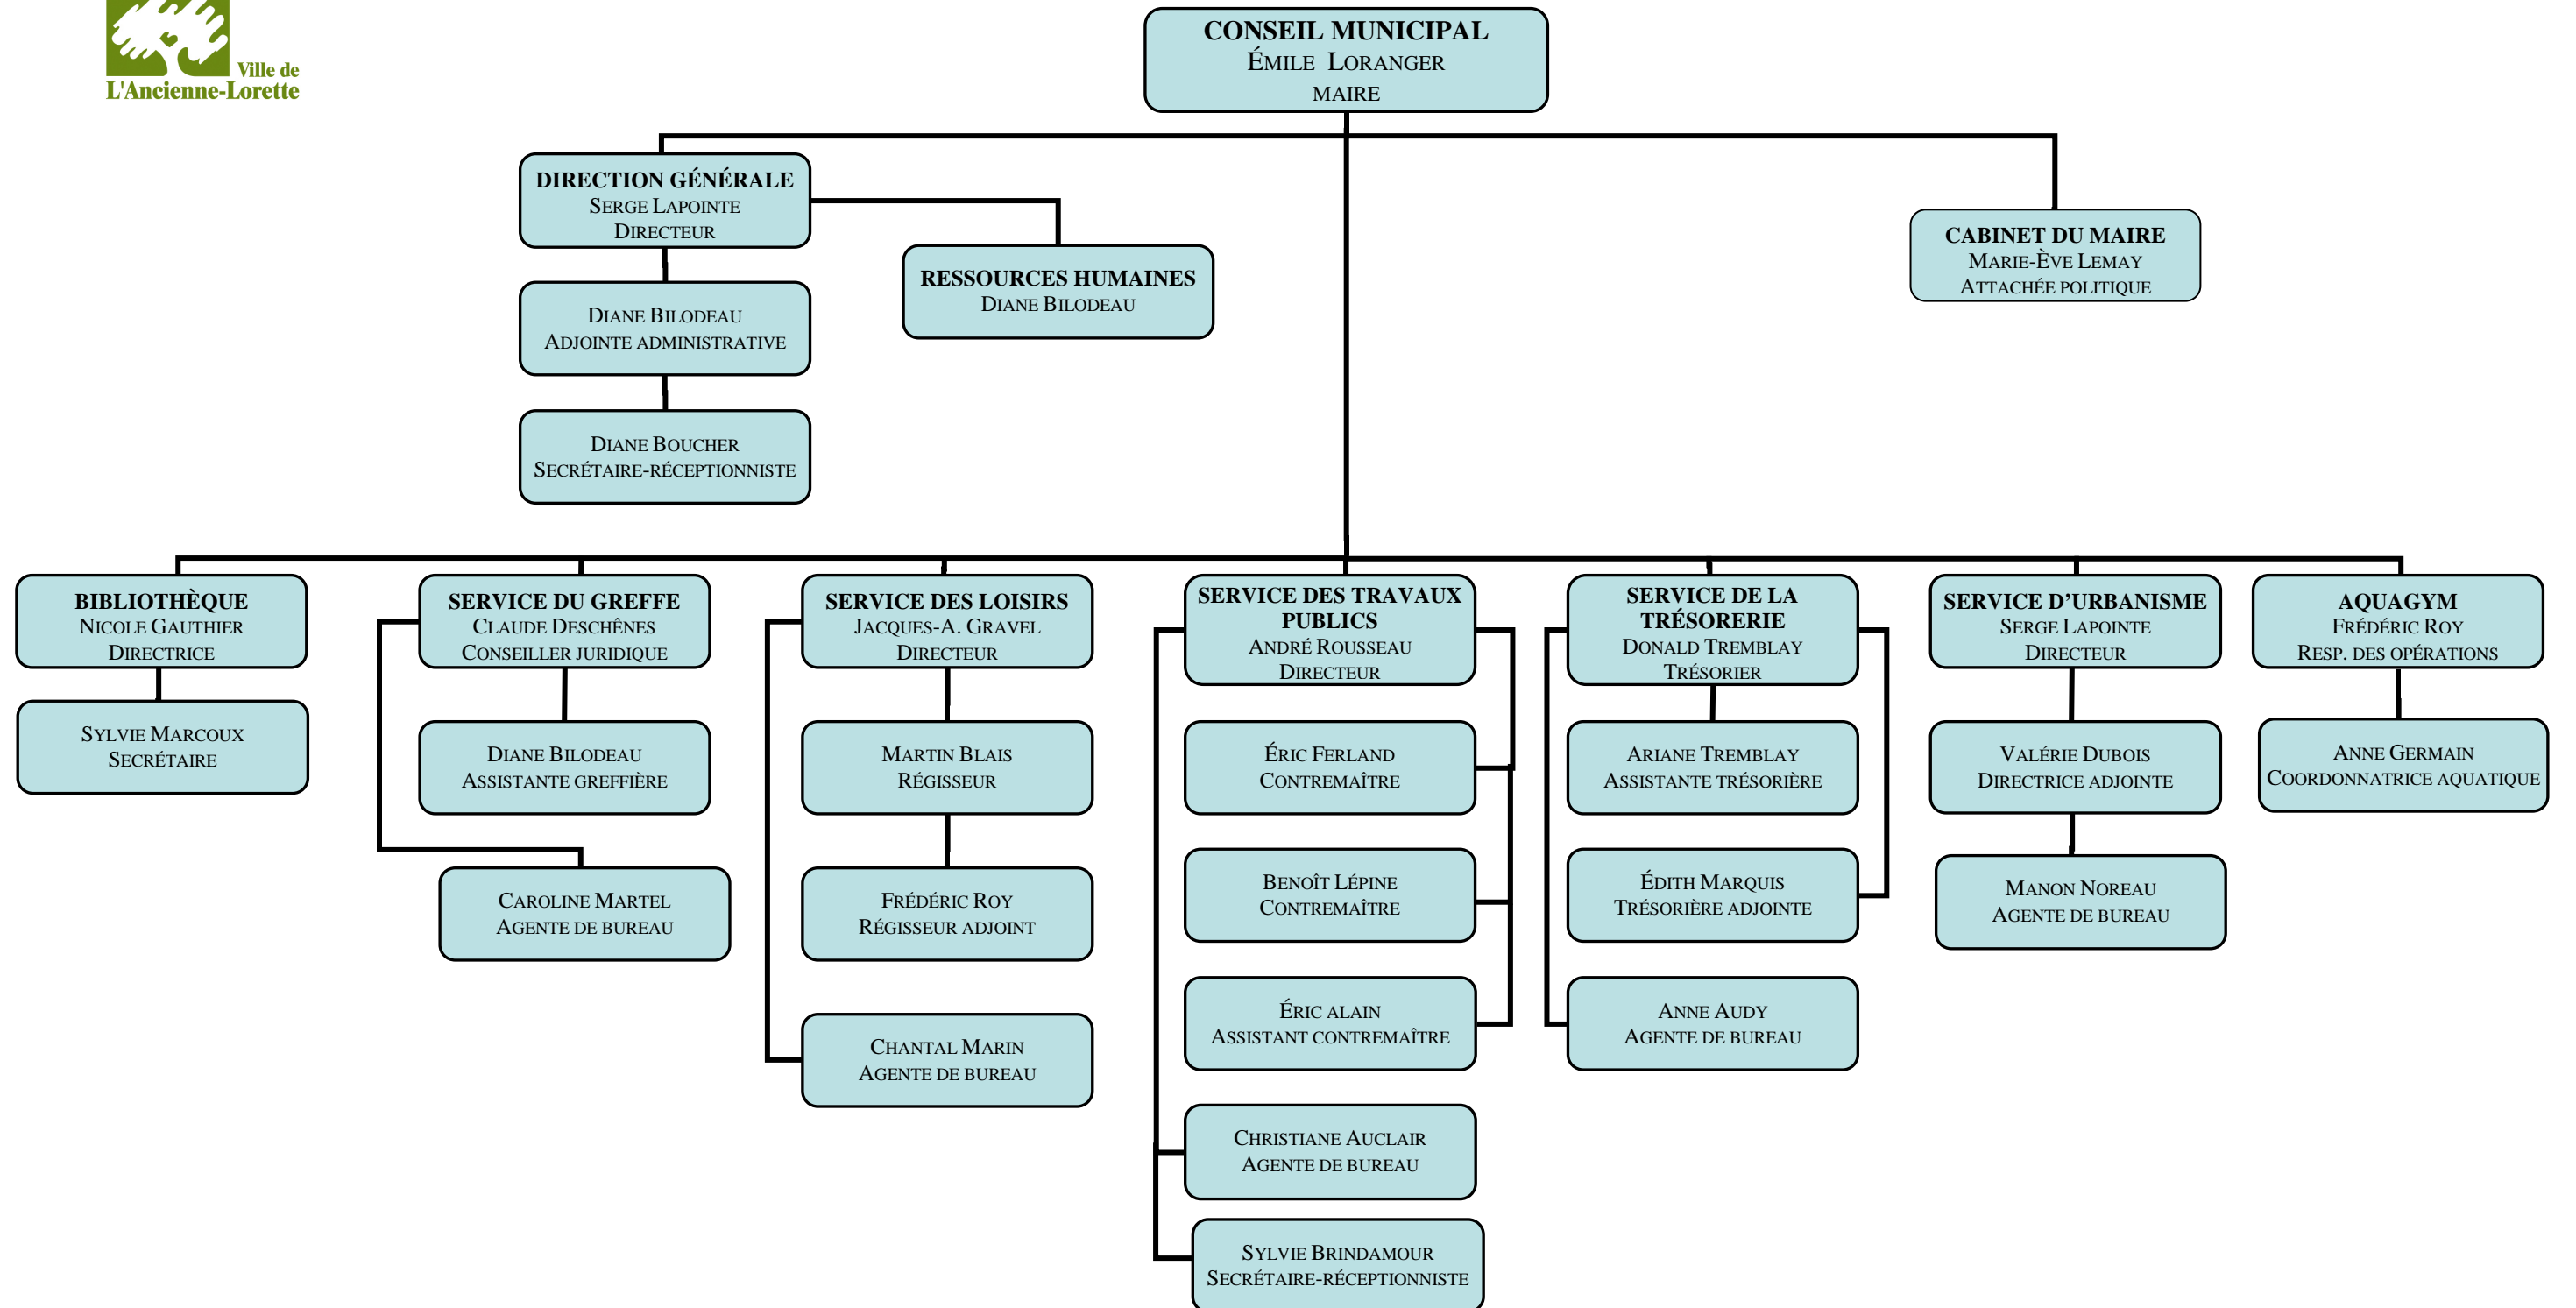 Ville de
L'Ancienne-Lorette
CONSEIL MUNICIPAL
ÉMILE LORANGER
MAIRE
DIRECTION GÉNÉRALE
SERGE LAPOINTE
DIRECTEUR
RESSOURCES HUMAINES
DIANE BILODEAU
CABINET DU MAIRE
MARIE-ÈVE LEMAY
ATTACHÉE POLITIQUE
DIANE BILODEAU
ADJOINTE ADMINISTRATIVE
DIANE BOUCHER
SECRÉTAIRE-RÉCEPTIONNISTE
BIBLIOTHÈQUE
NICOLE GAUTHIER
DIRECTRICE
SYLVIE MARCOUX
SECRÉTAIRE
SERVICE DU GREFFE
CLAUDE DESCHÊNES
CONSEILLER JURIDIQUE
DIANE BILODEAU
ASSISTANTE GREFFIÈRE
CAROLINE MARTEL
AGENTE DE BUREAU
SERVICE DES LOISIRS
JACQUES-A. GRAVEL
DIRECTEUR
MARTIN BLAIS
RÉGISSEUR
FRÉDÉRIC ROY
RÉGISSEUR ADJOINT
CHANTAL MARIN
AGENTE DE BUREAU
SERVICE DES TRAVAUX
PUBLICS
ANDRÉ ROUSSEAU
DIRECTEUR
ÉRIC FERLAND
CONTREMAÎTRE
BENOÎT LÉPINE
CONTREMAÎTRE
ÉRIC ALAIN
ASSISTANT CONTREMAÎTRE
CHRISTIANE AUCLAIR
AGENTE DE BUREAU
SYLVIE BRINDAMOUR
SECRÉTAIRE-RÉCEPTIONNISTE
SERVICE DE LA
TRÉSORERIE
DONALD TREMBLAY
TRÉSORIER
ARIANE TREMBLAY
ASSISTANTE TRÉSORIÈRE
ÉDITH MARQUIS
TRÉSORIÈRE ADJOINTE
ANNE AUDY
AGENTE DE BUREAU
SERVICE D’URBANISME
SERGE LAPOINTE
DIRECTEUR
VALÉRIE DUBOIS
DIRECTRICE ADJOINTE
MANON NOREAU
AGENTE DE BUREAU
AQUAGYM
FRÉDÉRIC ROY
RESP. DES OPÉRATIONS
ANNE GERMAIN
COORDONNATRICE AQUATIQUE